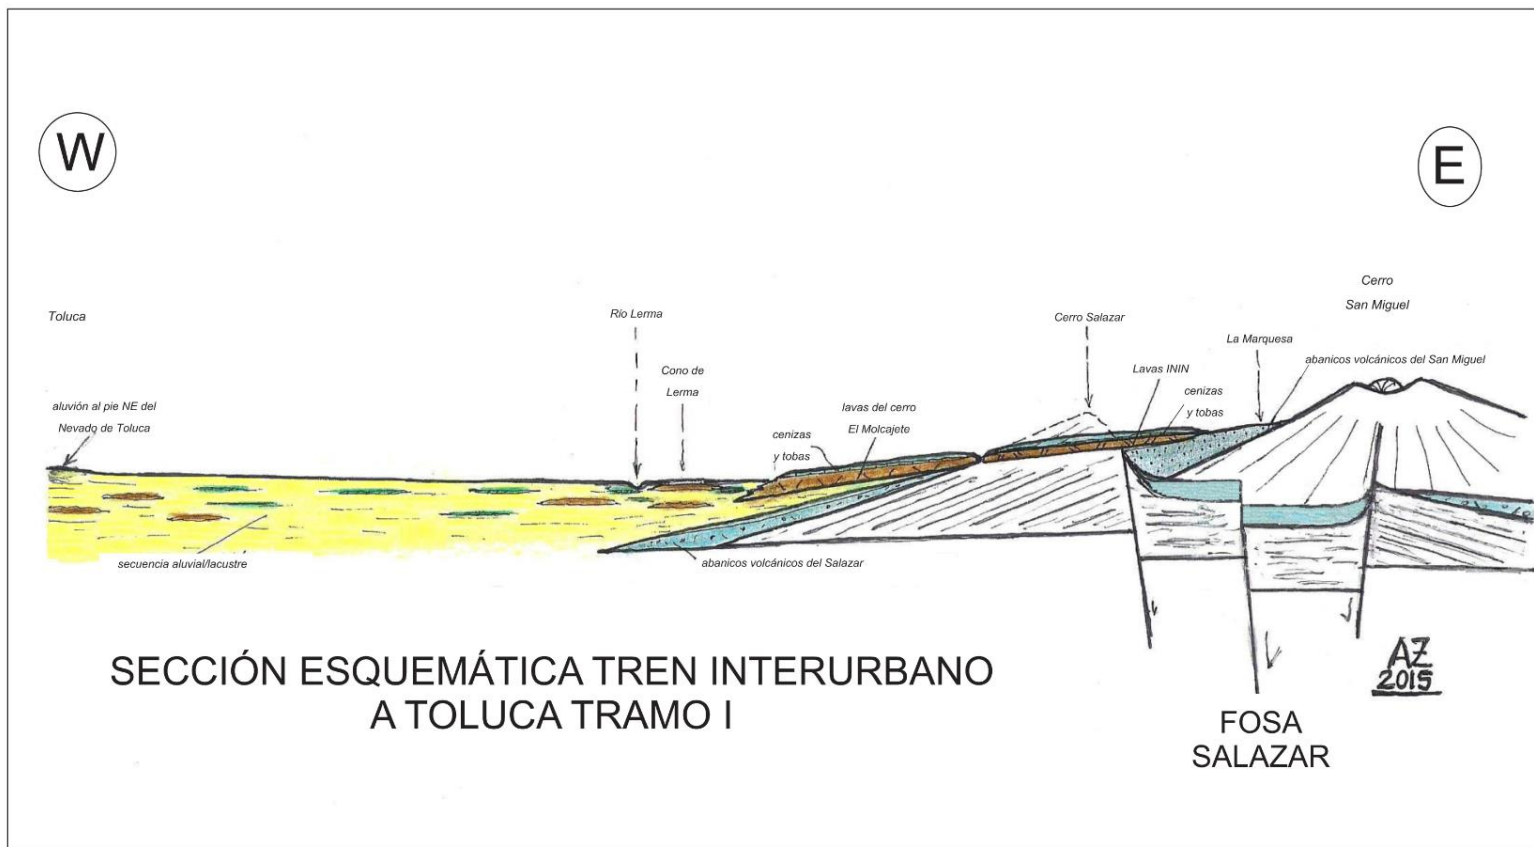 W
E
Cerro
San Miguel
Toluca
Río Lerma
Cerro Salazar
La Marquesa
abanicos volcánicos del San Miguel
Cono de
Lerma
Lavas ININ
cenizas
y tobas
aluvión al pie NE del
Nevado de Toluca
lavas del cerro
El Molcajete
cenizas
y tobas
secuencia aluvial/lacustre
abanicos volcánicos del Salazar
SECCIÓN ESQUEMÁTICA TREN INTERURBANO
A TOLUCA TRAMO I
FOSA
SALAZAR
AZ
2015